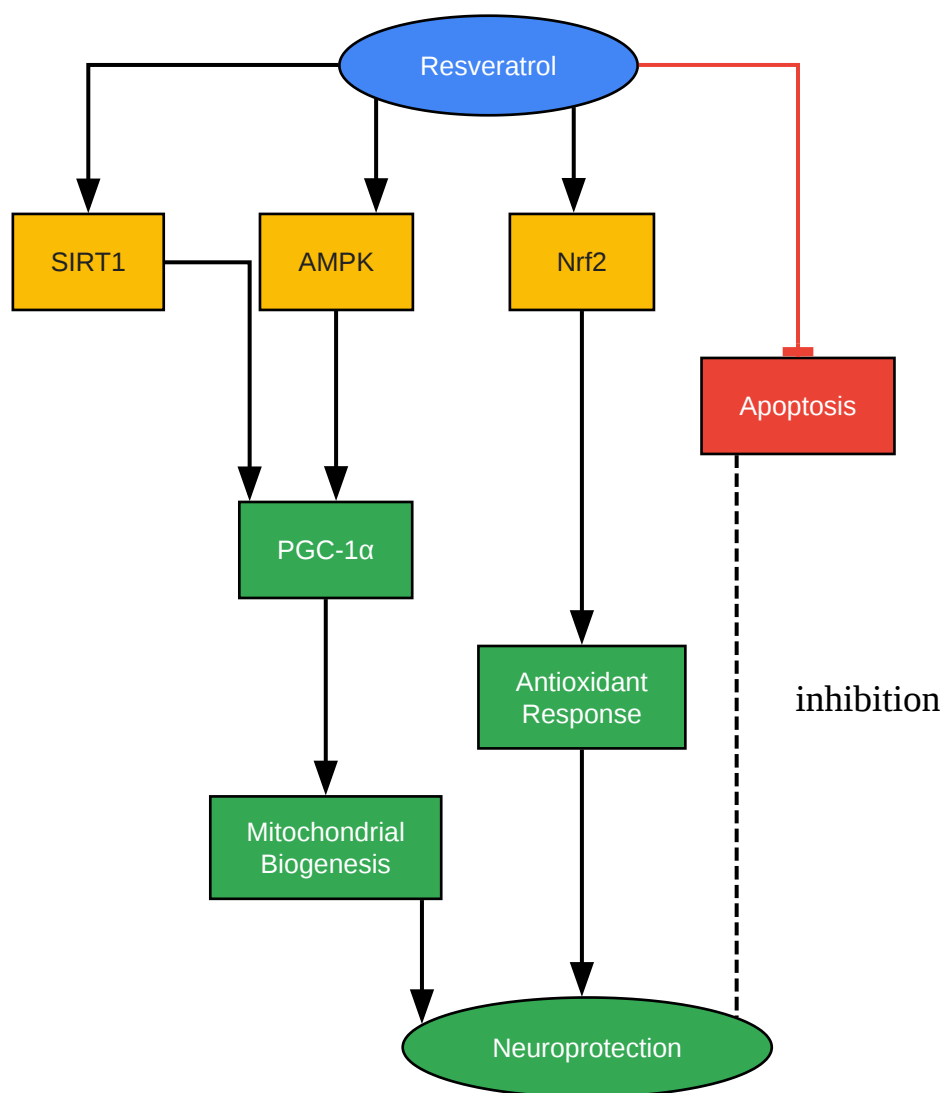 Resveratrol
SIRT1
AMPK
Nrf2
Apoptosis
PGC-1α
Antioxidant
Response
inhibition
Mitochondrial
Biogenesis
Neuroprotection